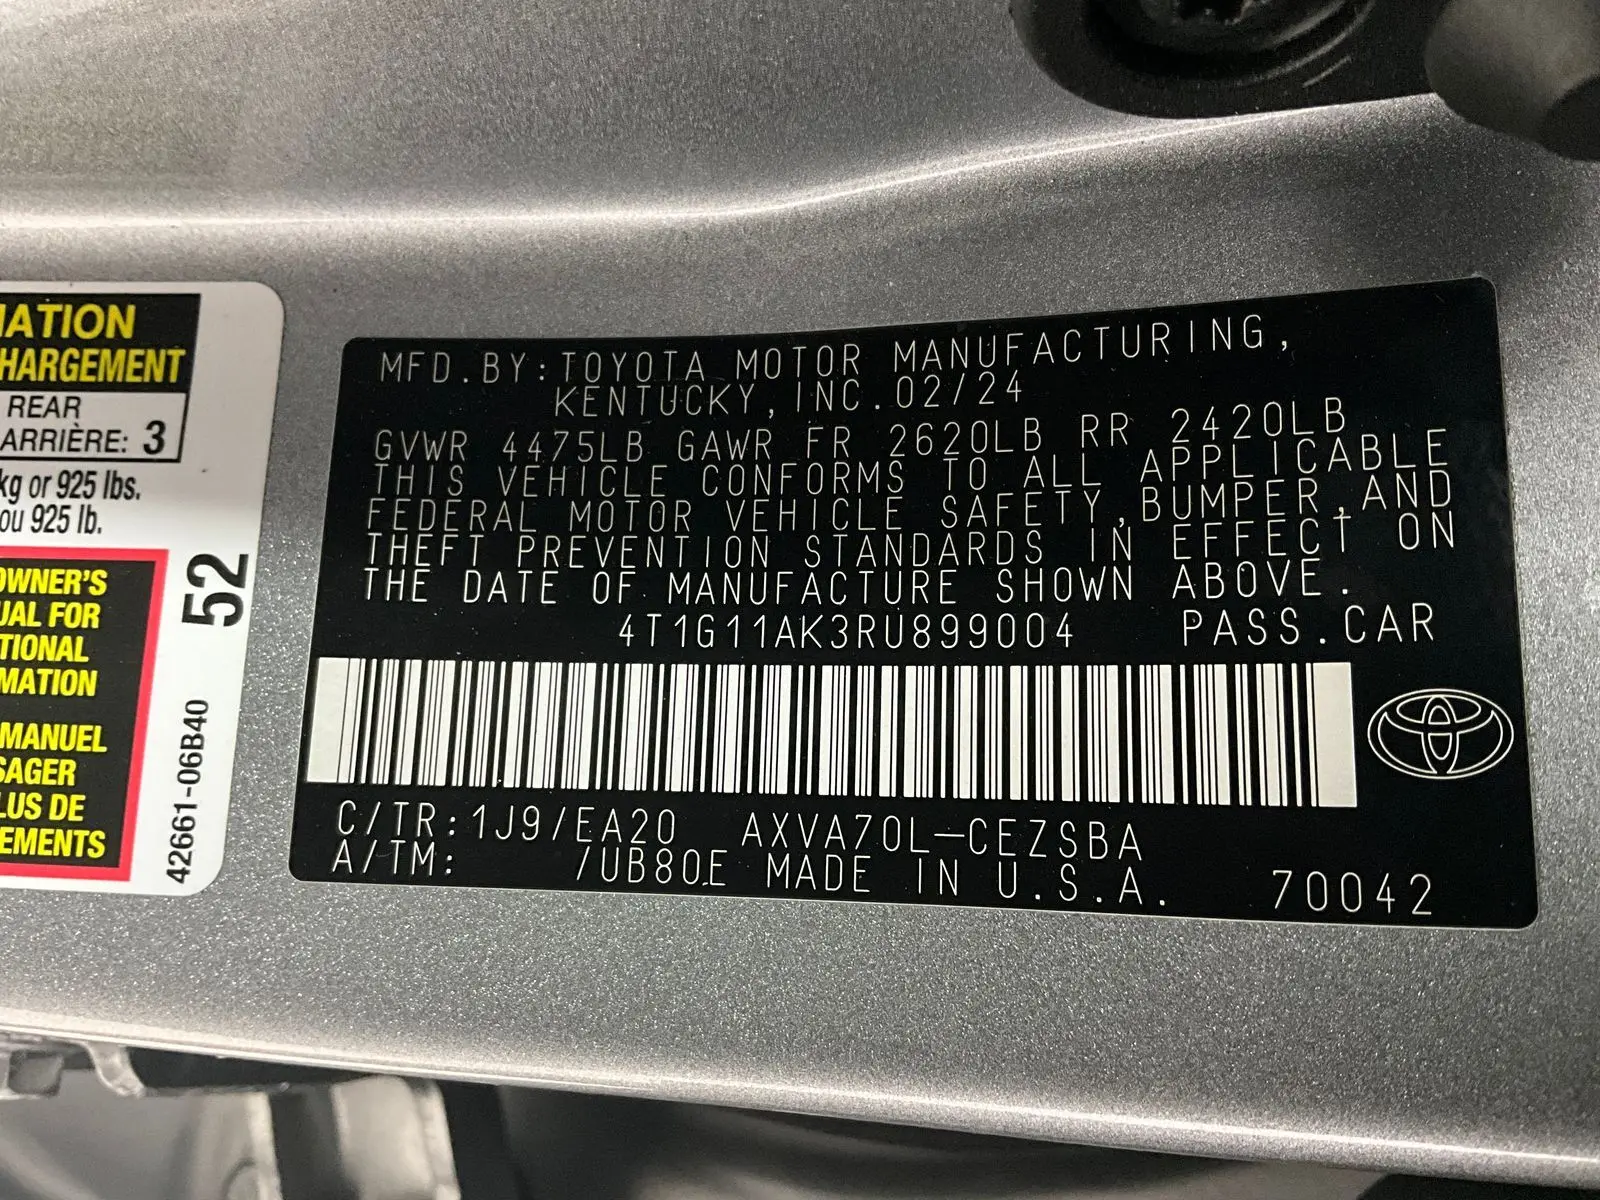 MATION
HARGEMENT
REAR
ARRIÈRE: 3
kg or 925 lbs.
ou 925 lb.
OWNER'S
UAL FOR
TIONAL
MATION
MANUEL
SAGER
LUS DE
EMENTS
52
42661-06B40
MFD.BY:TOYOTA MOTOR MANUFACTURING,
KENTUCKY,INC.02/24
GVWR 4475LB GAWR FR 2620LB RR 2420LB
THIS VEHICLE CONFORMS TO ALL APPLICABLE
FEDERAL MOTOR VEHICLE SAFETY,BUMPER,AND
THEFT PREVENTION STANDARDS IN EFFECT ON
THE DATE OF MANUFACTURE SHOWN ABOVE.
4T1G11AK3RU899004 PASS.CAR
C/TR:1J9/EA20 AXVA70L-CEZSBA
A/TM: /UB80E MADE IN U.S.A. 70042